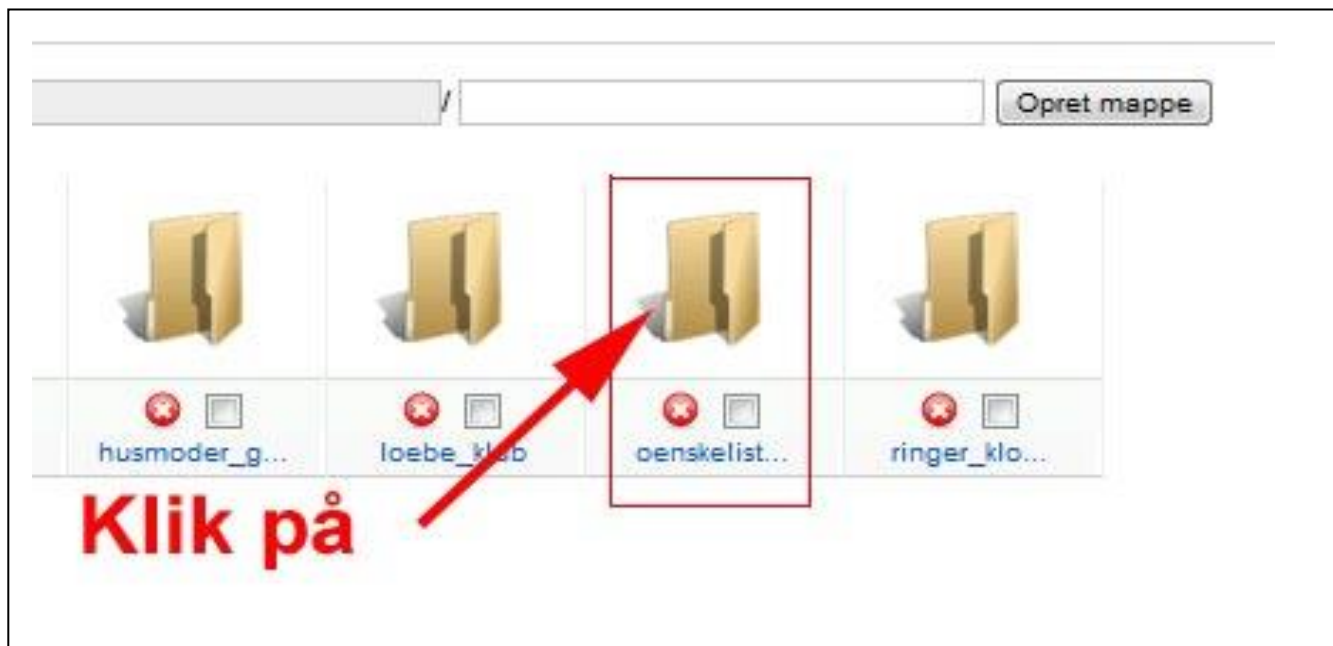 / Opret mappe
husmoder_g... loebe_klub oenskelist... ringer_klo...
Klik på